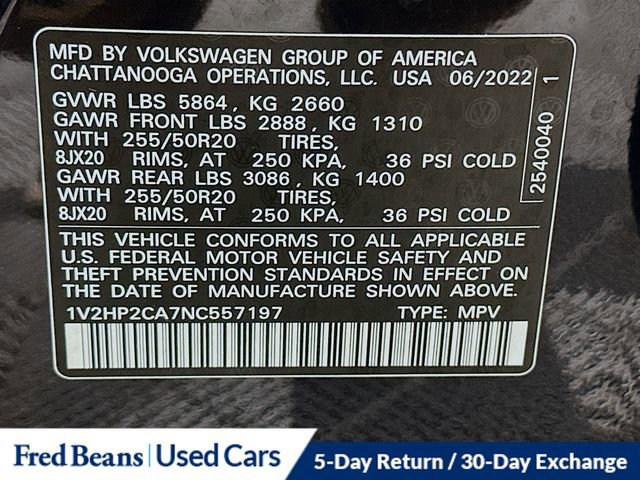 MFD BY VOLKSWAGEN GROUP OF AMERICA
CHATTANOOGA OPERATIONS, LLC. USA 06/2022
GVWR LBS 5864, KG 2660
GAWR FRONT LBS 2888, KG 1310
WITH 255/50R20 TIRES,
8JX20 RIMS, AT 250 KPA, 36 PSI COLD
GAWR REAR LBS 3086, KG 1400
WITH 255/50R20 TIRES,
8JX20 RIMS, AT 250 KPA, 36 PSI COLD
THIS VEHICLE CONFORMS TO ALL APPLICABLE
U.S. FEDERAL MOTOR VEHICLE SAFETY AND
THEFT PREVENTION STANDARDS IN EFFECT ON
THE DATE OF MANUFACTURE SHOWN ABOVE.
1V2HP2CA7NC557197 TYPE: MPV
2540040 1
Fred Beans Used Cars
5-Day Return / 30-Day Exchange